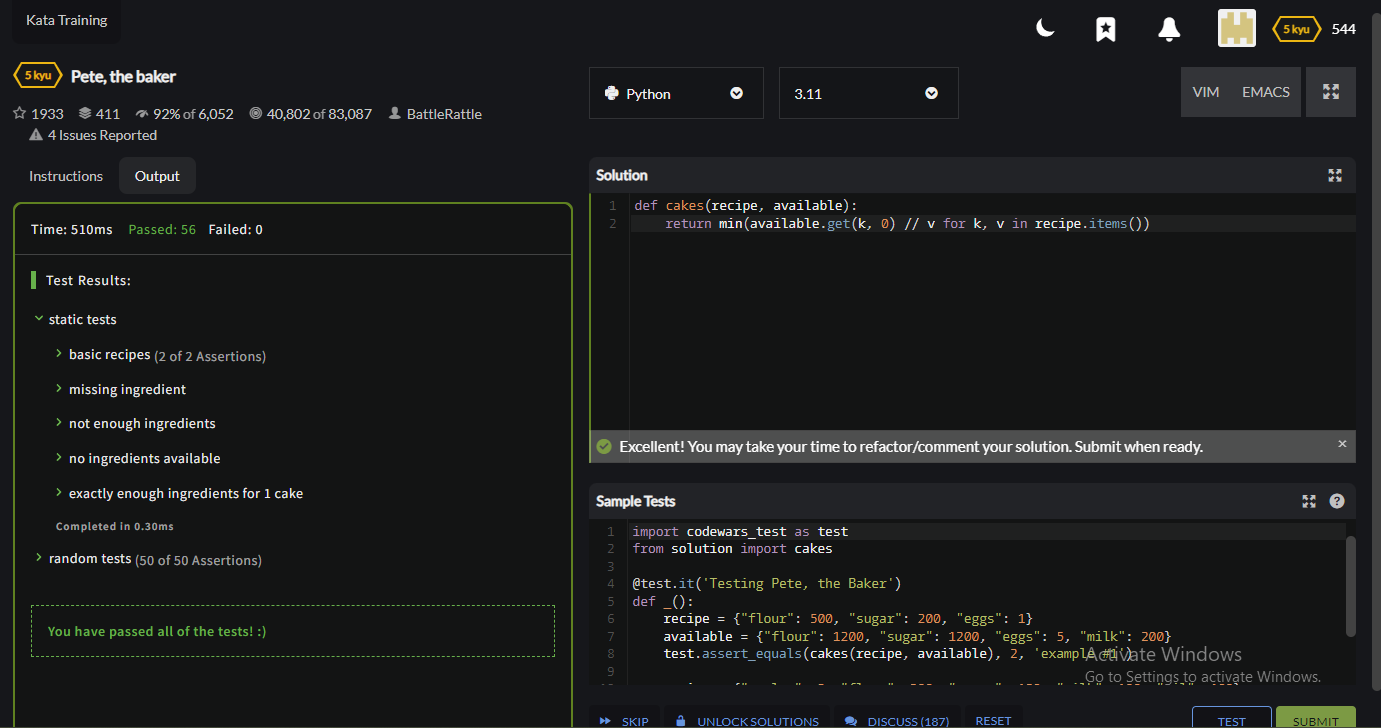 Kata Training
5 kyu 544
5 kyu Pete, the baker
1933 411 92% of 6,052 40,802 of 83,087 BattleRattle
4 Issues Reported
Python
3.11
VIM EMACS
Instructions Output
Time: 510ms Passed: 56 Failed: 0
Test Results:
static tests
basic recipes (2 of 2 Assertions)
missing ingredient
not enough ingredients
no ingredients available
exactly enough ingredients for 1 cake
Completed in 0.30ms
random tests (50 of 50 Assertions)
You have passed all of the tests! :)
Solution
1 def cakes(recipe, available):
2 return min(available.get(k, 0) // v for k, v in recipe.items())
Excellent! You may take your time to refactor/comment your solution. Submit when ready.
Sample Tests
1 import codewars_test as test
2 from solution import cakes
3
4 @test.it('Testing Pete, the Baker')
5 def _():
6 recipe = {"flour": 500, "sugar": 200, "eggs": 1}
7 available = {"flour": 1200, "sugar": 1200, "eggs": 5, "milk": 200}
8 test.assert_equals(cakes(recipe, available), 2, 'example #1')
9
Activate Windows
Go to Settings to activate Windows.
SKIP UNLOCK SOLUTIONS DISCUSS (187) RESET TEST SUBMIT